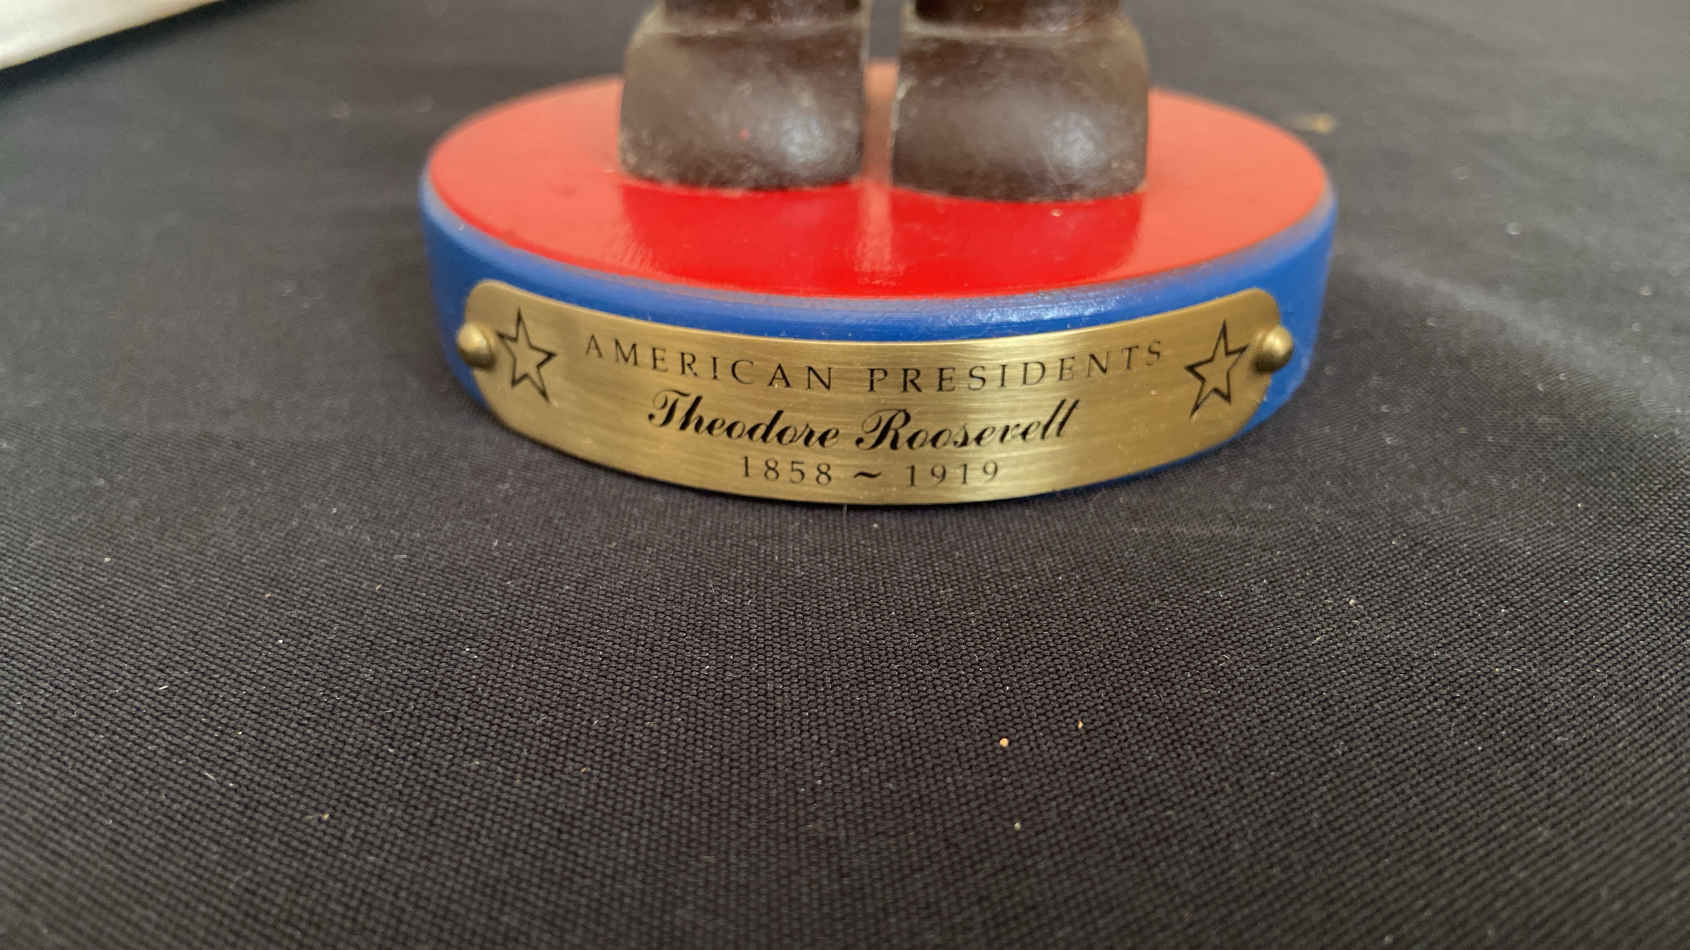 AMERICAN PRESIDENTS
Theodore Roosevelt
1858 ~ 1919